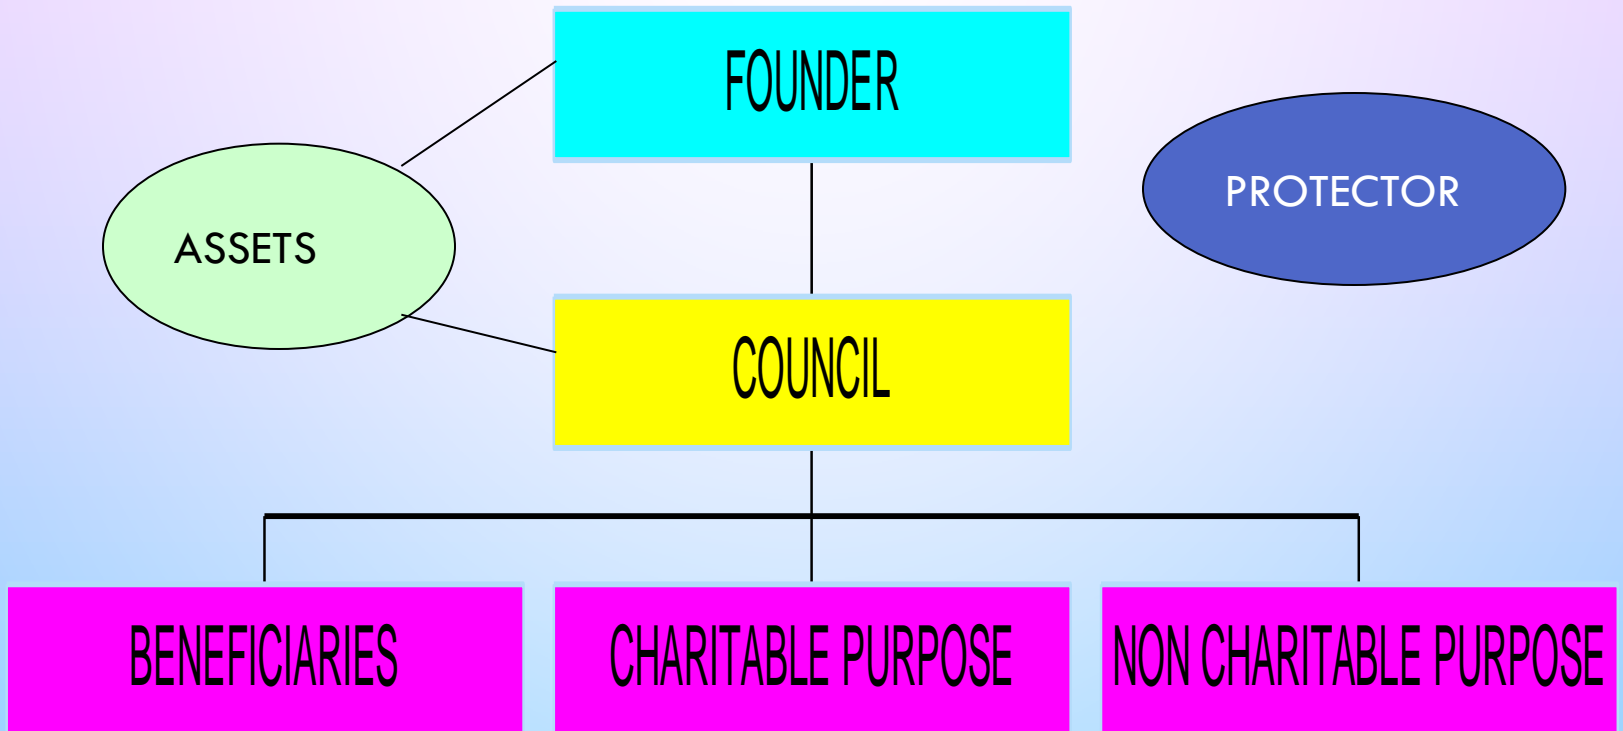 FOUNDER
PROTECTOR
ASSETS
COUNCIL
BENEFICIARIES
CHARITABLE PURPOSE
NON CHARITABLE PURPOSE